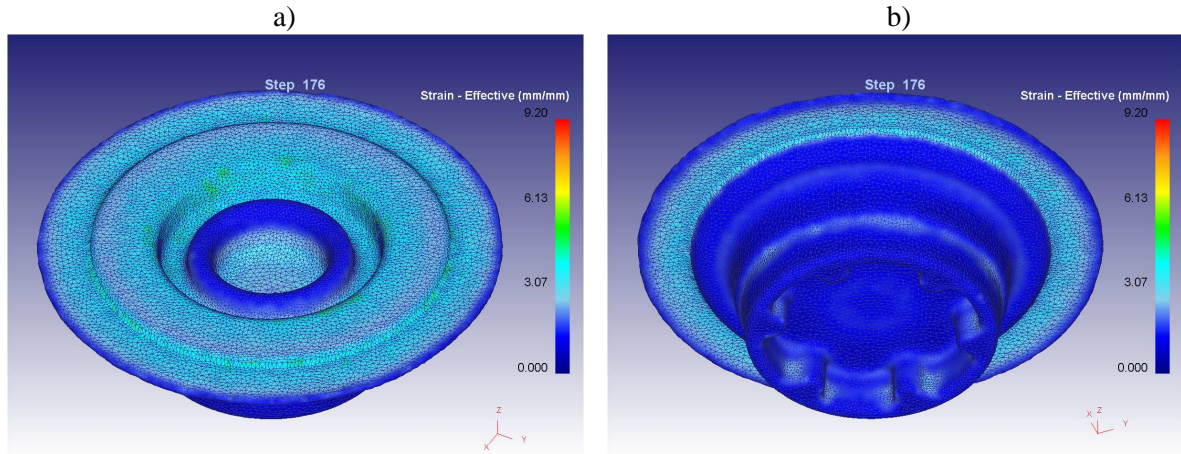 a)
b)
Step 176
Strain - Effective (mm/mm)
9.20
6.13
3.07
0.000
Z
X
Y
Step 176
Strain - Effective (mm/mm)
9.20
6.13
3.07
0.000
X
Z
Y